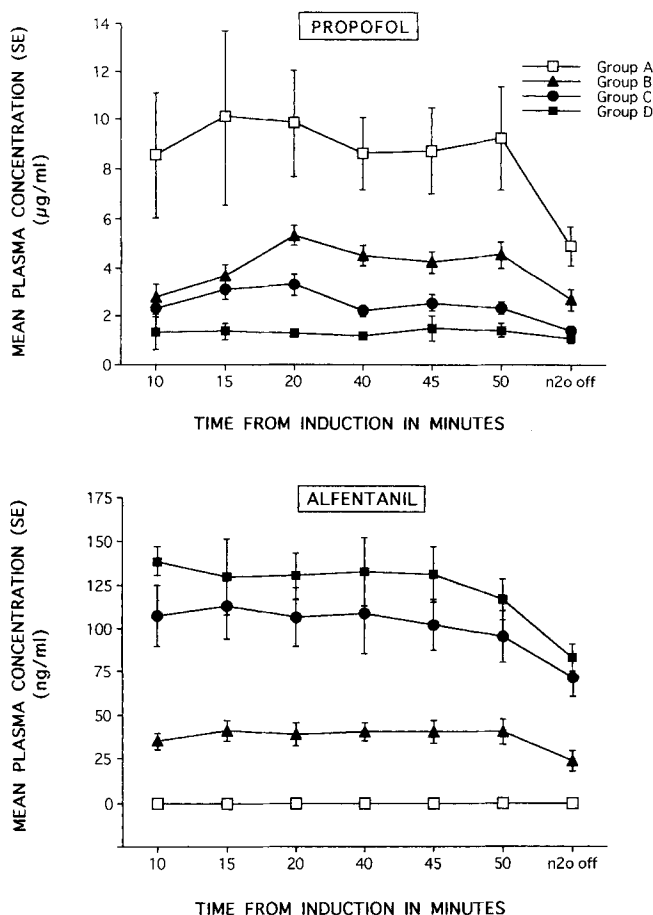 PROPOFOL
14
12
10
8
6
4
2
0
MEAN PLASMA CONCENTRATION (SE)
(µg/ml)
Group A
Group B
Group C
Group D
10 15 20 40 45 50 n2o off
TIME FROM INDUCTION IN MINUTES
ALFENTANIL
175
150
125
100
75
50
25
0
MEAN PLASMA CONCENTRATION (SE)
(ng/ml)
10 15 20 40 45 50 n2o off
TIME FROM INDUCTION IN MINUTES